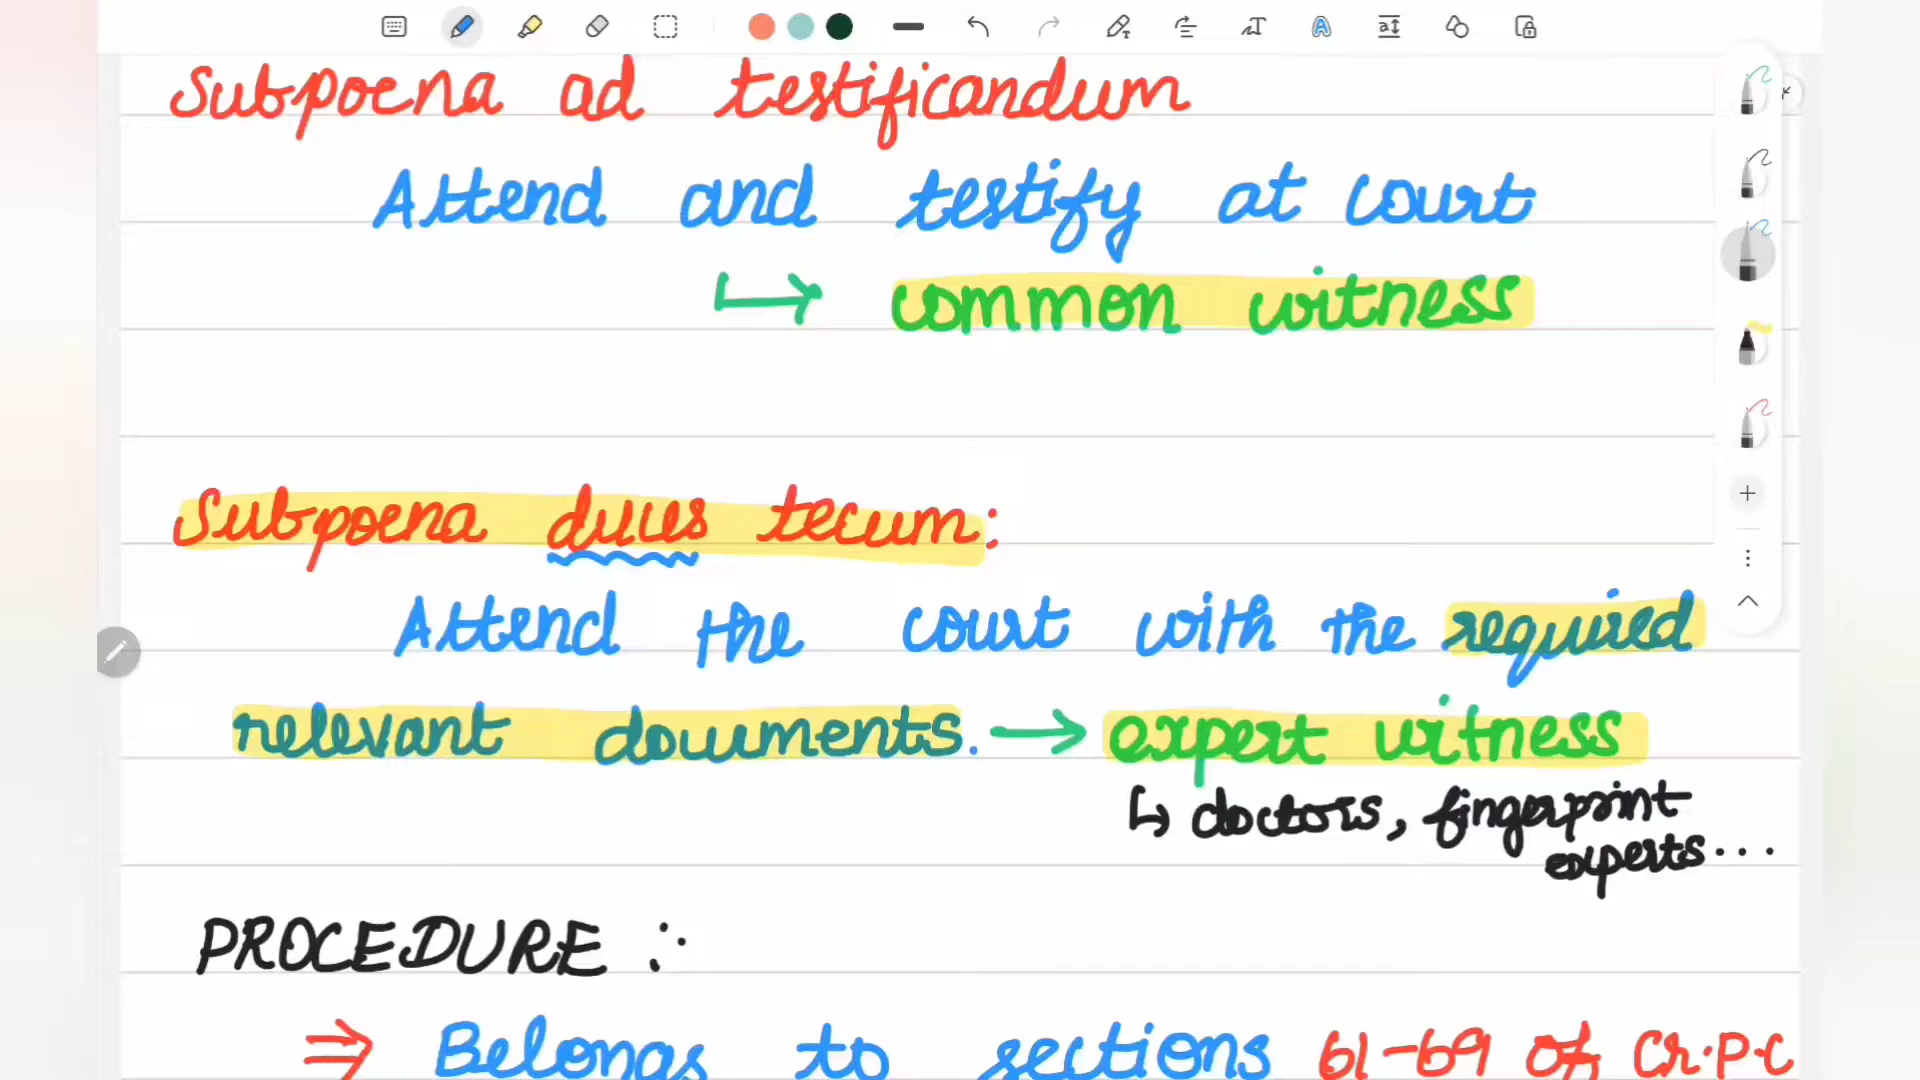 Subpoena ad testificandum
Attend and testify at court
↦ common witness
Subpoena duces tecum:
Attend the court with the required
relevant documents. → expert witness
↳ doctors, fingerprint
experts...
PROCEDURE :
⇒ Belongs to sections 61-69 of Cr.P.C